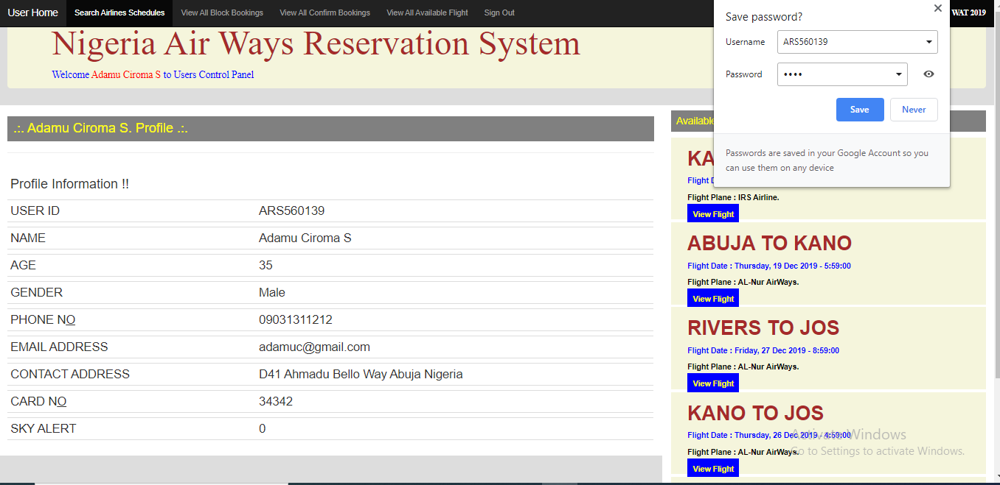 User Home Search Airlines Schedules View All Block Bookings View All Confirm Bookings View All Available Flight Sign Out
WAT 2019
Nigeria Air Ways Reservation System
Welcome Adamu Ciroma S to Users Control Panel
Save password?
Username ARS560139
Password ••••
Save Never
Passwords are saved in your Google Account so you
can use them on any device
.:. Adamu Ciroma S. Profile .:.
Profile Information !!
USER ID ARS560139
NAME Adamu Ciroma S
AGE 35
GENDER Male
PHONE NO 09031311212
EMAIL ADDRESS adamuc@gmail.com
CONTACT ADDRESS D41 Ahmadu Bello Way Abuja Nigeria
CARD NO 34342
SKY ALERT 0
Available
KA
Flight D
Flight Plane : IRS Airline.
View Flight
ABUJA TO KANO
Flight Date : Thursday, 19 Dec 2019 - 5:59:00
Flight Plane : AL-Nur AirWays.
View Flight
RIVERS TO JOS
Flight Date : Friday, 27 Dec 2019 - 8:59:00
Flight Plane : AL-Nur AirWays.
View Flight
KANO TO JOS
Flight Date : Thursday, 26 Dec 2019 - 4:59:00
Flight Plane : AL-Nur AirWays.
View Flight
Activate Windows
Go to Settings to activate Windows.